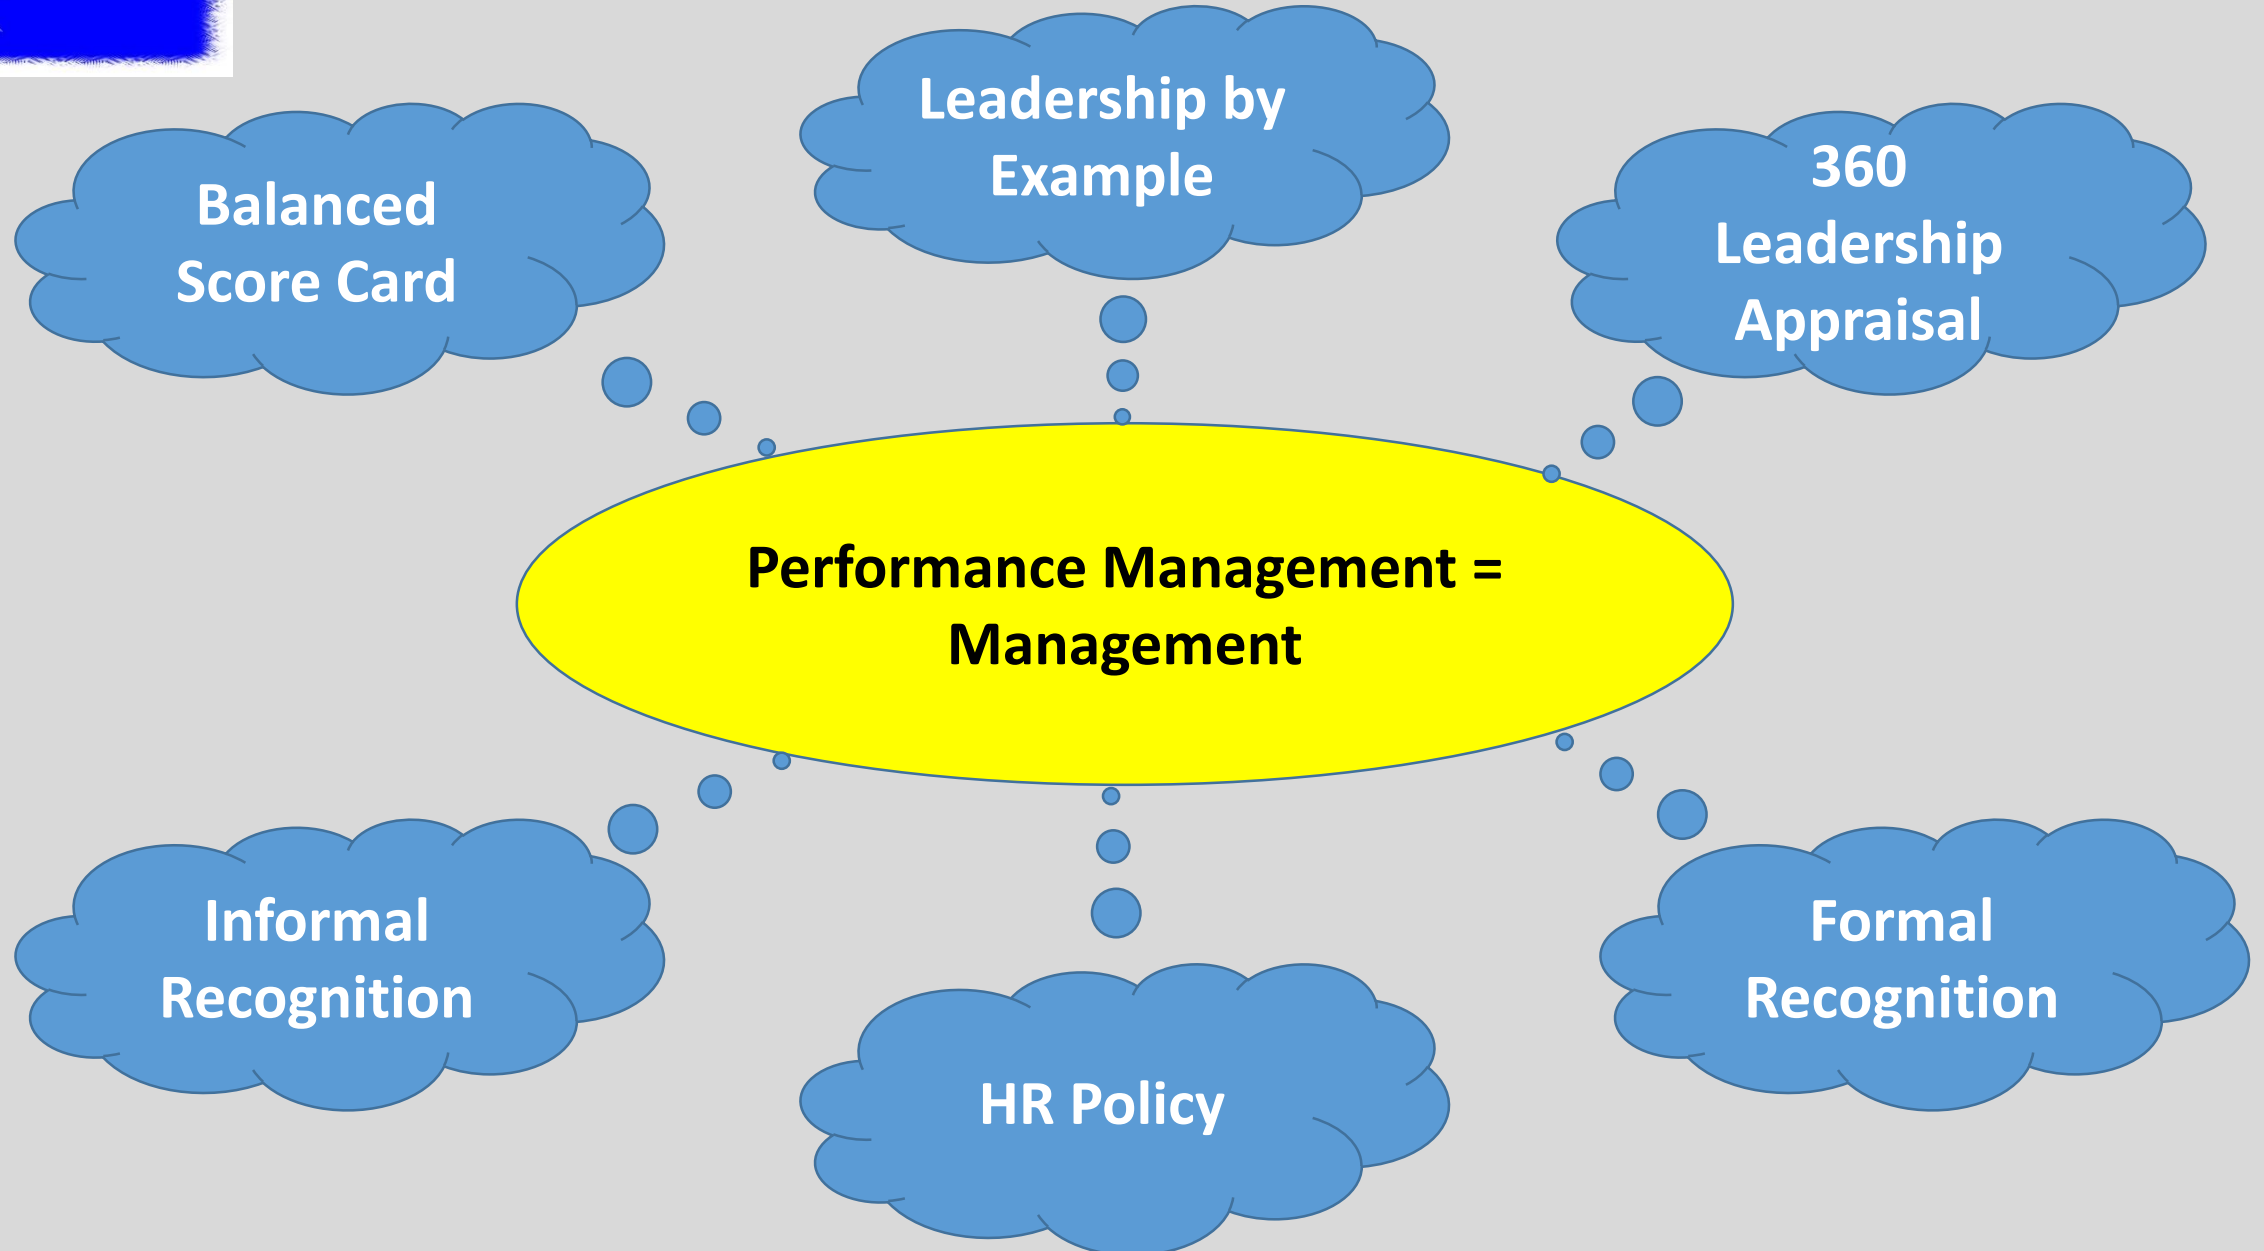 Leadership by
Example
Balanced
Score Card
360
Leadership
Appraisal
Performance Management =
Management
Informal
Recognition
HR Policy
Formal
Recognition